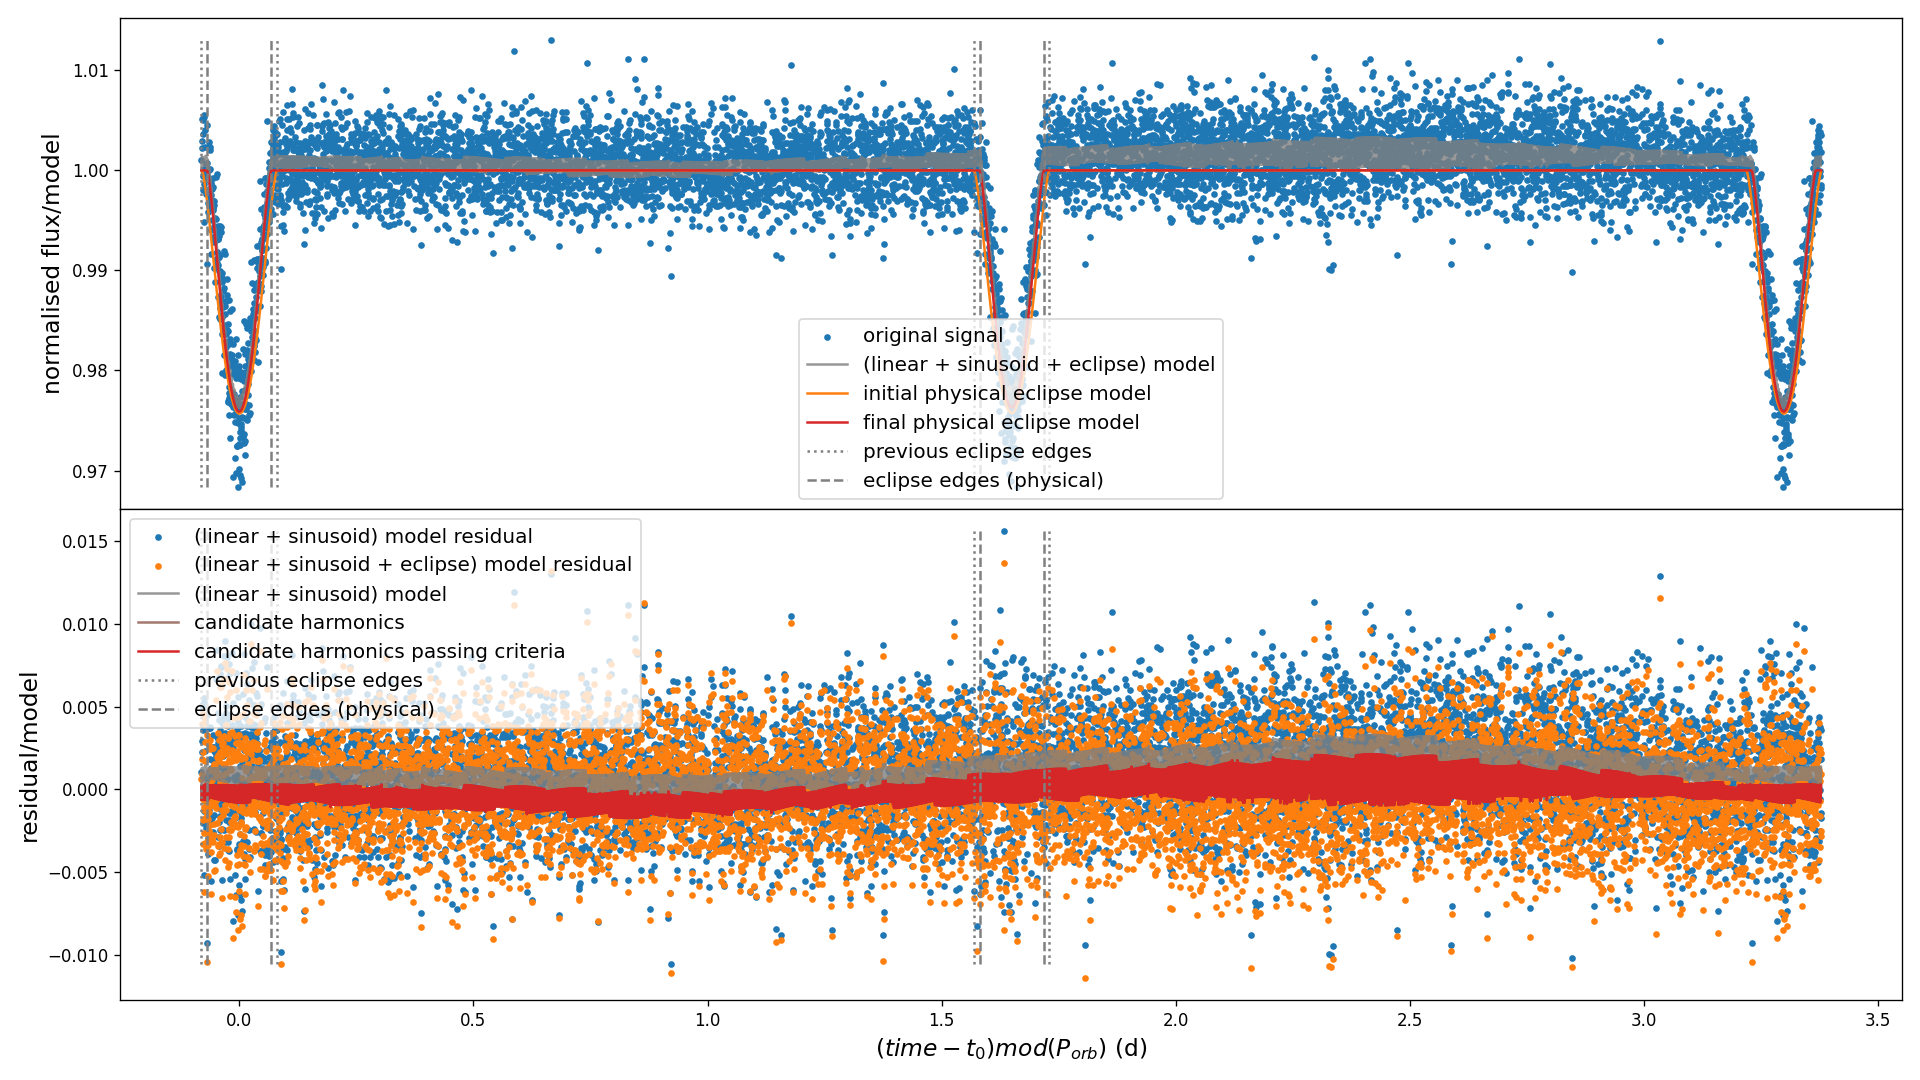 1.01
1.00
0.99
0.98
0.97
normalised flux/model
original signal
(linear + sinusoid + eclipse) model
initial physical eclipse model
final physical eclipse model
previous eclipse edges
eclipse edges (physical)
0.015
0.010
0.005
0.000
−0.005
−0.010
residual/model
(linear + sinusoid) model residual
(linear + sinusoid + eclipse) model residual
(linear + sinusoid) model
candidate harmonics
candidate harmonics passing criteria
previous eclipse edges
eclipse edges (physical)
0.0 0.5 1.0 1.5 2.0 2.5 3.0 3.5
(time − t₀)mod(P_orb) (d)